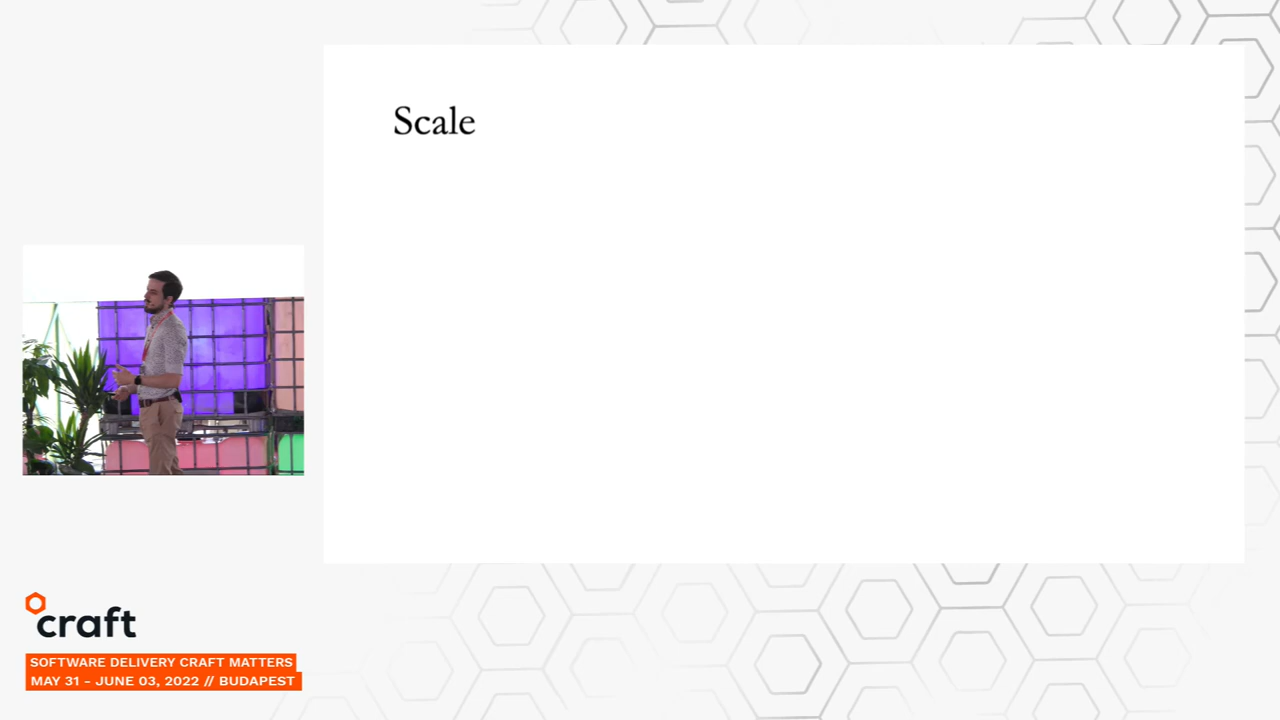 Scale
craft
SOFTWARE DELIVERY CRAFT MATTERS
MAY 31 - JUNE 03, 2022 // BUDAPEST